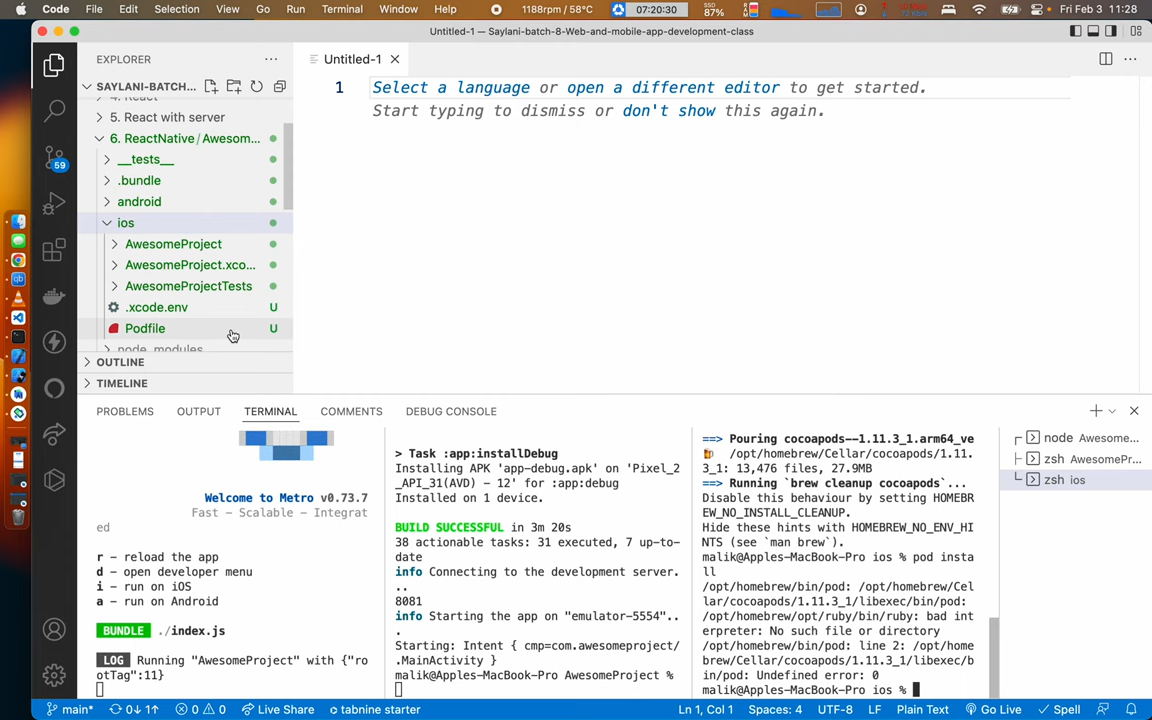 Code File Edit Selection View Go Run Terminal Window Help 1188rpm / 58°C 07:20:30 SSD 87% Fri Feb 3 11:28
Untitled-1 — Saylani-batch-8-Web-and-mobile-app-development-class
EXPLORER
Untitled-1
SAYLANI-BATCH...
4. React
5. React with server
6. ReactNative/Awesom...
__tests__
.bundle
android
ios
AwesomeProject
AwesomeProject.xco...
AwesomeProjectTests
.xcode.env U
Podfile U
node_modules
OUTLINE
TIMELINE
59
1 Select a language or open a different editor to get started.
Start typing to dismiss or don't show this again.
PROBLEMS OUTPUT TERMINAL COMMENTS DEBUG CONSOLE
Welcome to Metro v0.73.7
Fast - Scalable - Integrat
ed
r - reload the app
d - open developer menu
i - run on iOS
a - run on Android
BUNDLE ./index.js
LOG Running "AwesomeProject" with {"ro
otTag":11}
> Task :app:installDebug
Installing APK 'app-debug.apk' on 'Pixel_2
_API_31(AVD) - 12' for :app:debug
Installed on 1 device.
BUILD SUCCESSFUL in 3m 20s
38 actionable tasks: 31 executed, 7 up-to-
date
info Connecting to the development server.
..
8081
info Starting the app on "emulator-5554"..
.
Starting: Intent { cmp=com.awesomeproject/
.MainActivity }
malik@Apples-MacBook-Pro AwesomeProject %
==> Pouring cocoapods--1.11.3_1.arm64_ve
/opt/homebrew/Cellar/cocoapods/1.11.
3_1: 13,476 files, 27.9MB
==> Running `brew cleanup cocoapods`...
Disable this behaviour by setting HOMEBR
EW_NO_INSTALL_CLEANUP.
Hide these hints with HOMEBREW_NO_ENV_HI
NTS (see `man brew`).
malik@Apples-MacBook-Pro ios % pod insta
ll
/opt/homebrew/bin/pod: /opt/homebrew/Cel
lar/cocoapods/1.11.3_1/libexec/bin/pod:
/opt/homebrew/opt/ruby/bin/ruby: bad int
erpreter: No such file or directory
/opt/homebrew/bin/pod: line 2: /opt/home
brew/Cellar/cocoapods/1.11.3_1/libexec/b
in/pod: Undefined error: 0
malik@Apples-MacBook-Pro ios %
node Awesome...
zsh AwesomePr...
zsh ios
main* 0↓ 1↑ 0 0 Live Share tabnine starter Ln 1, Col 1 Spaces: 4 UTF-8 LF Plain Text Go Live Spell